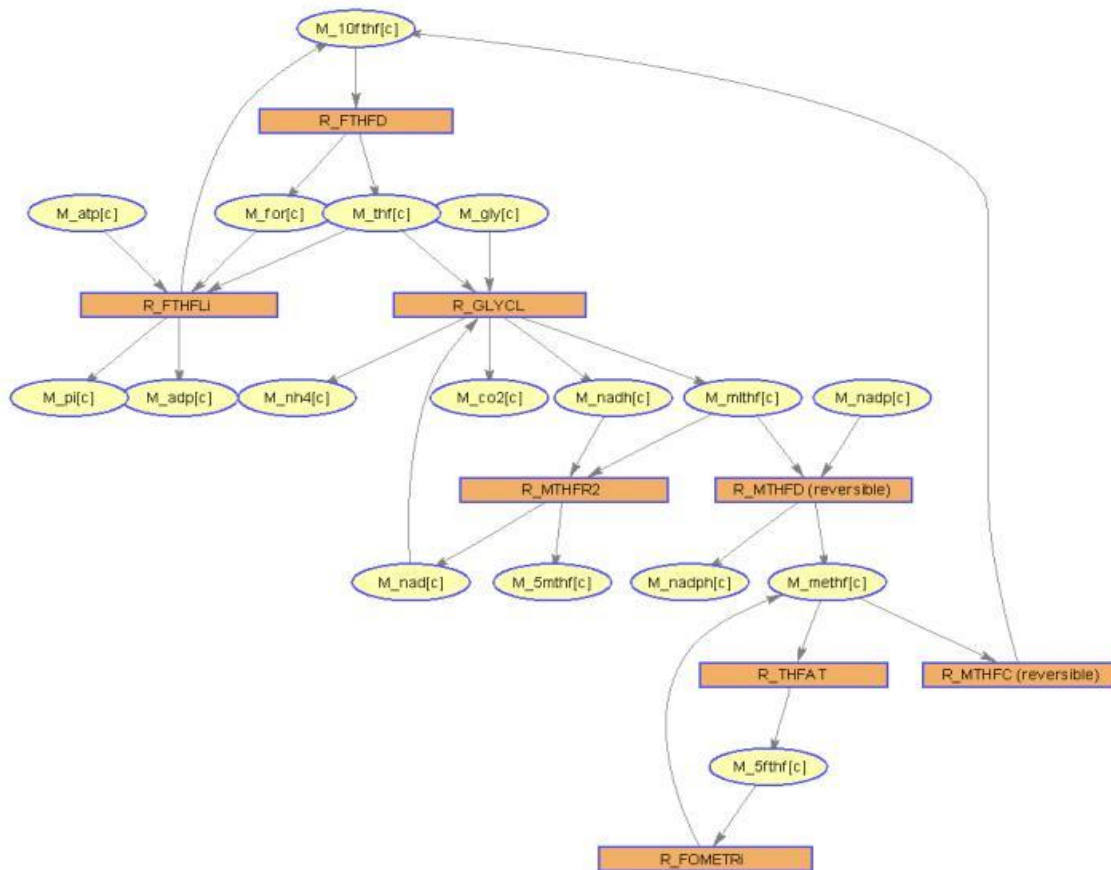 M_10fthf[c]
R_FTHFD
M_atp[c]
M_for[c]
M_thf[c]
M_gly[c]
R_FTHFLi
R_GLYCL
M_pi[c]
M_adp[c]
M_nh4[c]
M_co2[c]
M_nadh[c]
M_mlthf[c]
M_nadp[c]
R_MTHFR2
R_MTHFD (reversible)
M_nad[c]
M_5mthf[c]
M_nadph[c]
M_methf[c]
R_THFAT
R_MTHFC (reversible)
M_5fthf[c]
R_FOMETRi